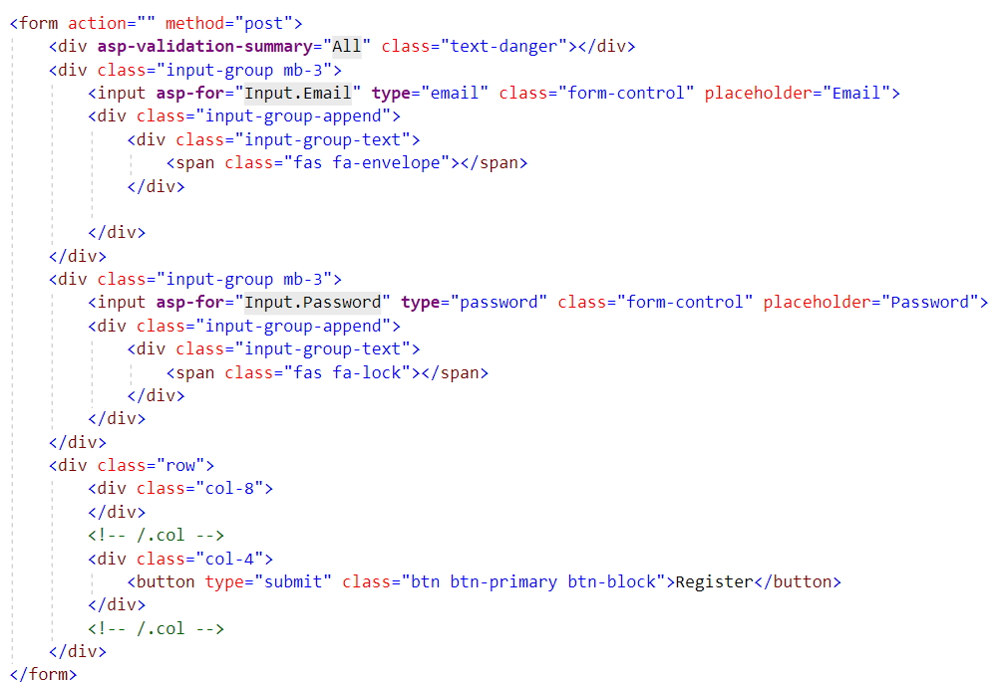 <form action="" method="post">
    <div asp-validation-summary="All" class="text-danger"></div>
    <div class="input-group mb-3">
        <input asp-for="Input.Email" type="email" class="form-control" placeholder="Email">
        <div class="input-group-append">
            <div class="input-group-text">
                <span class="fas fa-envelope"></span>
            </div>

        </div>
    </div>
    <div class="input-group mb-3">
        <input asp-for="Input.Password" type="password" class="form-control" placeholder="Password">
        <div class="input-group-append">
            <div class="input-group-text">
                <span class="fas fa-lock"></span>
            </div>
        </div>
    </div>
    <div class="row">
        <div class="col-8">
        </div>
        <!-- /.col -->
        <div class="col-4">
            <button type="submit" class="btn btn-primary btn-block">Register</button>
        </div>
        <!-- /.col -->
    </div>
</form>